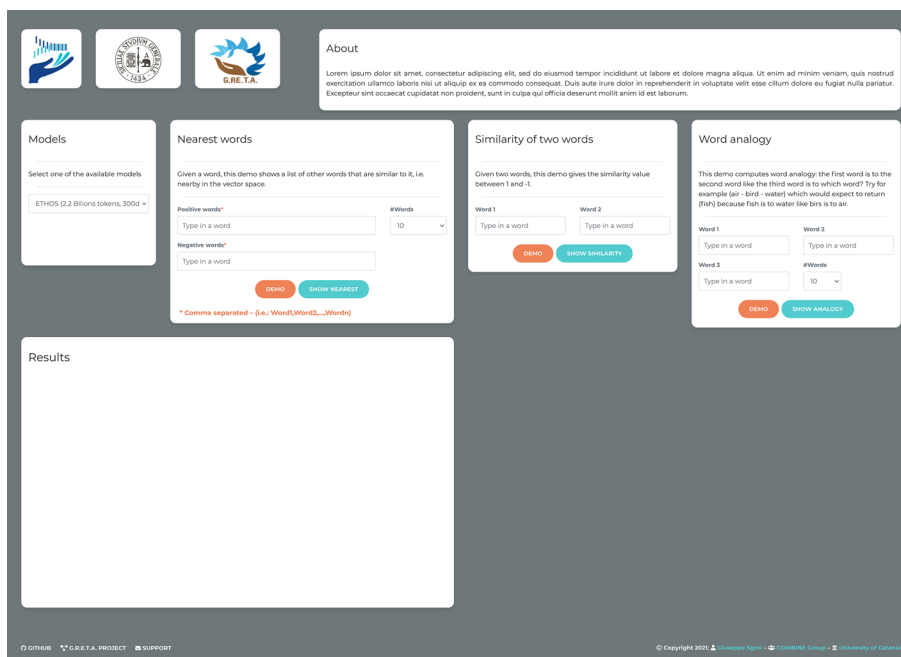 SICILIAE STVDIVM GENERALE
1434
G.RE.T.A.
About
Lorem ipsum dolor sit amet, consectetur adipiscing elit, sed do eiusmod tempor incididunt ut labore et dolore magna aliqua. Ut enim ad minim veniam, quis nostrud
exercitation ullamco laboris nisi ut aliquip ex ea commodo consequat. Duis aute irure dolor in reprehenderit in voluptate velit esse cillum dolore eu fugiat nulla pariatur.
Excepteur sint occaecat cupidatat non proident, sunt in culpa qui officia deserunt mollit anim id est laborum.
Models
Select one of the available models
ETHOS (2.2 Bilions tokens, 300d
Nearest words
Given a word, this demo shows a list of other words that are similar to it, i.e.
nearby in the vector space.
Positive words* #Words
Type in a word 10
Negative words*
Type in a word
DEMO SHOW NEAREST
* Comma separated – (i.e.: Word1,Word2,...,Wordn)
Similarity of two words
Given two words, this demo gives the similarity value
between 1 and -1.
Word 1 Word 2
Type in a word Type in a word
DEMO SHOW SIMILARITY
Word analogy
This demo computes word analogy: the first word is to the
second word like the third word is to which word? Try for
example (air - bird - water) which would expect to return
(fish) because fish is to water like birs is to air.
Word 1 Word 2
Type in a word Type in a word
Word 3 #Words
Type in a word 10
DEMO SHOW ANALOGY
Results
GITHUB G.R.E.T.A. PROJECT SUPPORT
© Copyright 2021; Giuseppe Sgroi – COMBINE Group – University of Catania